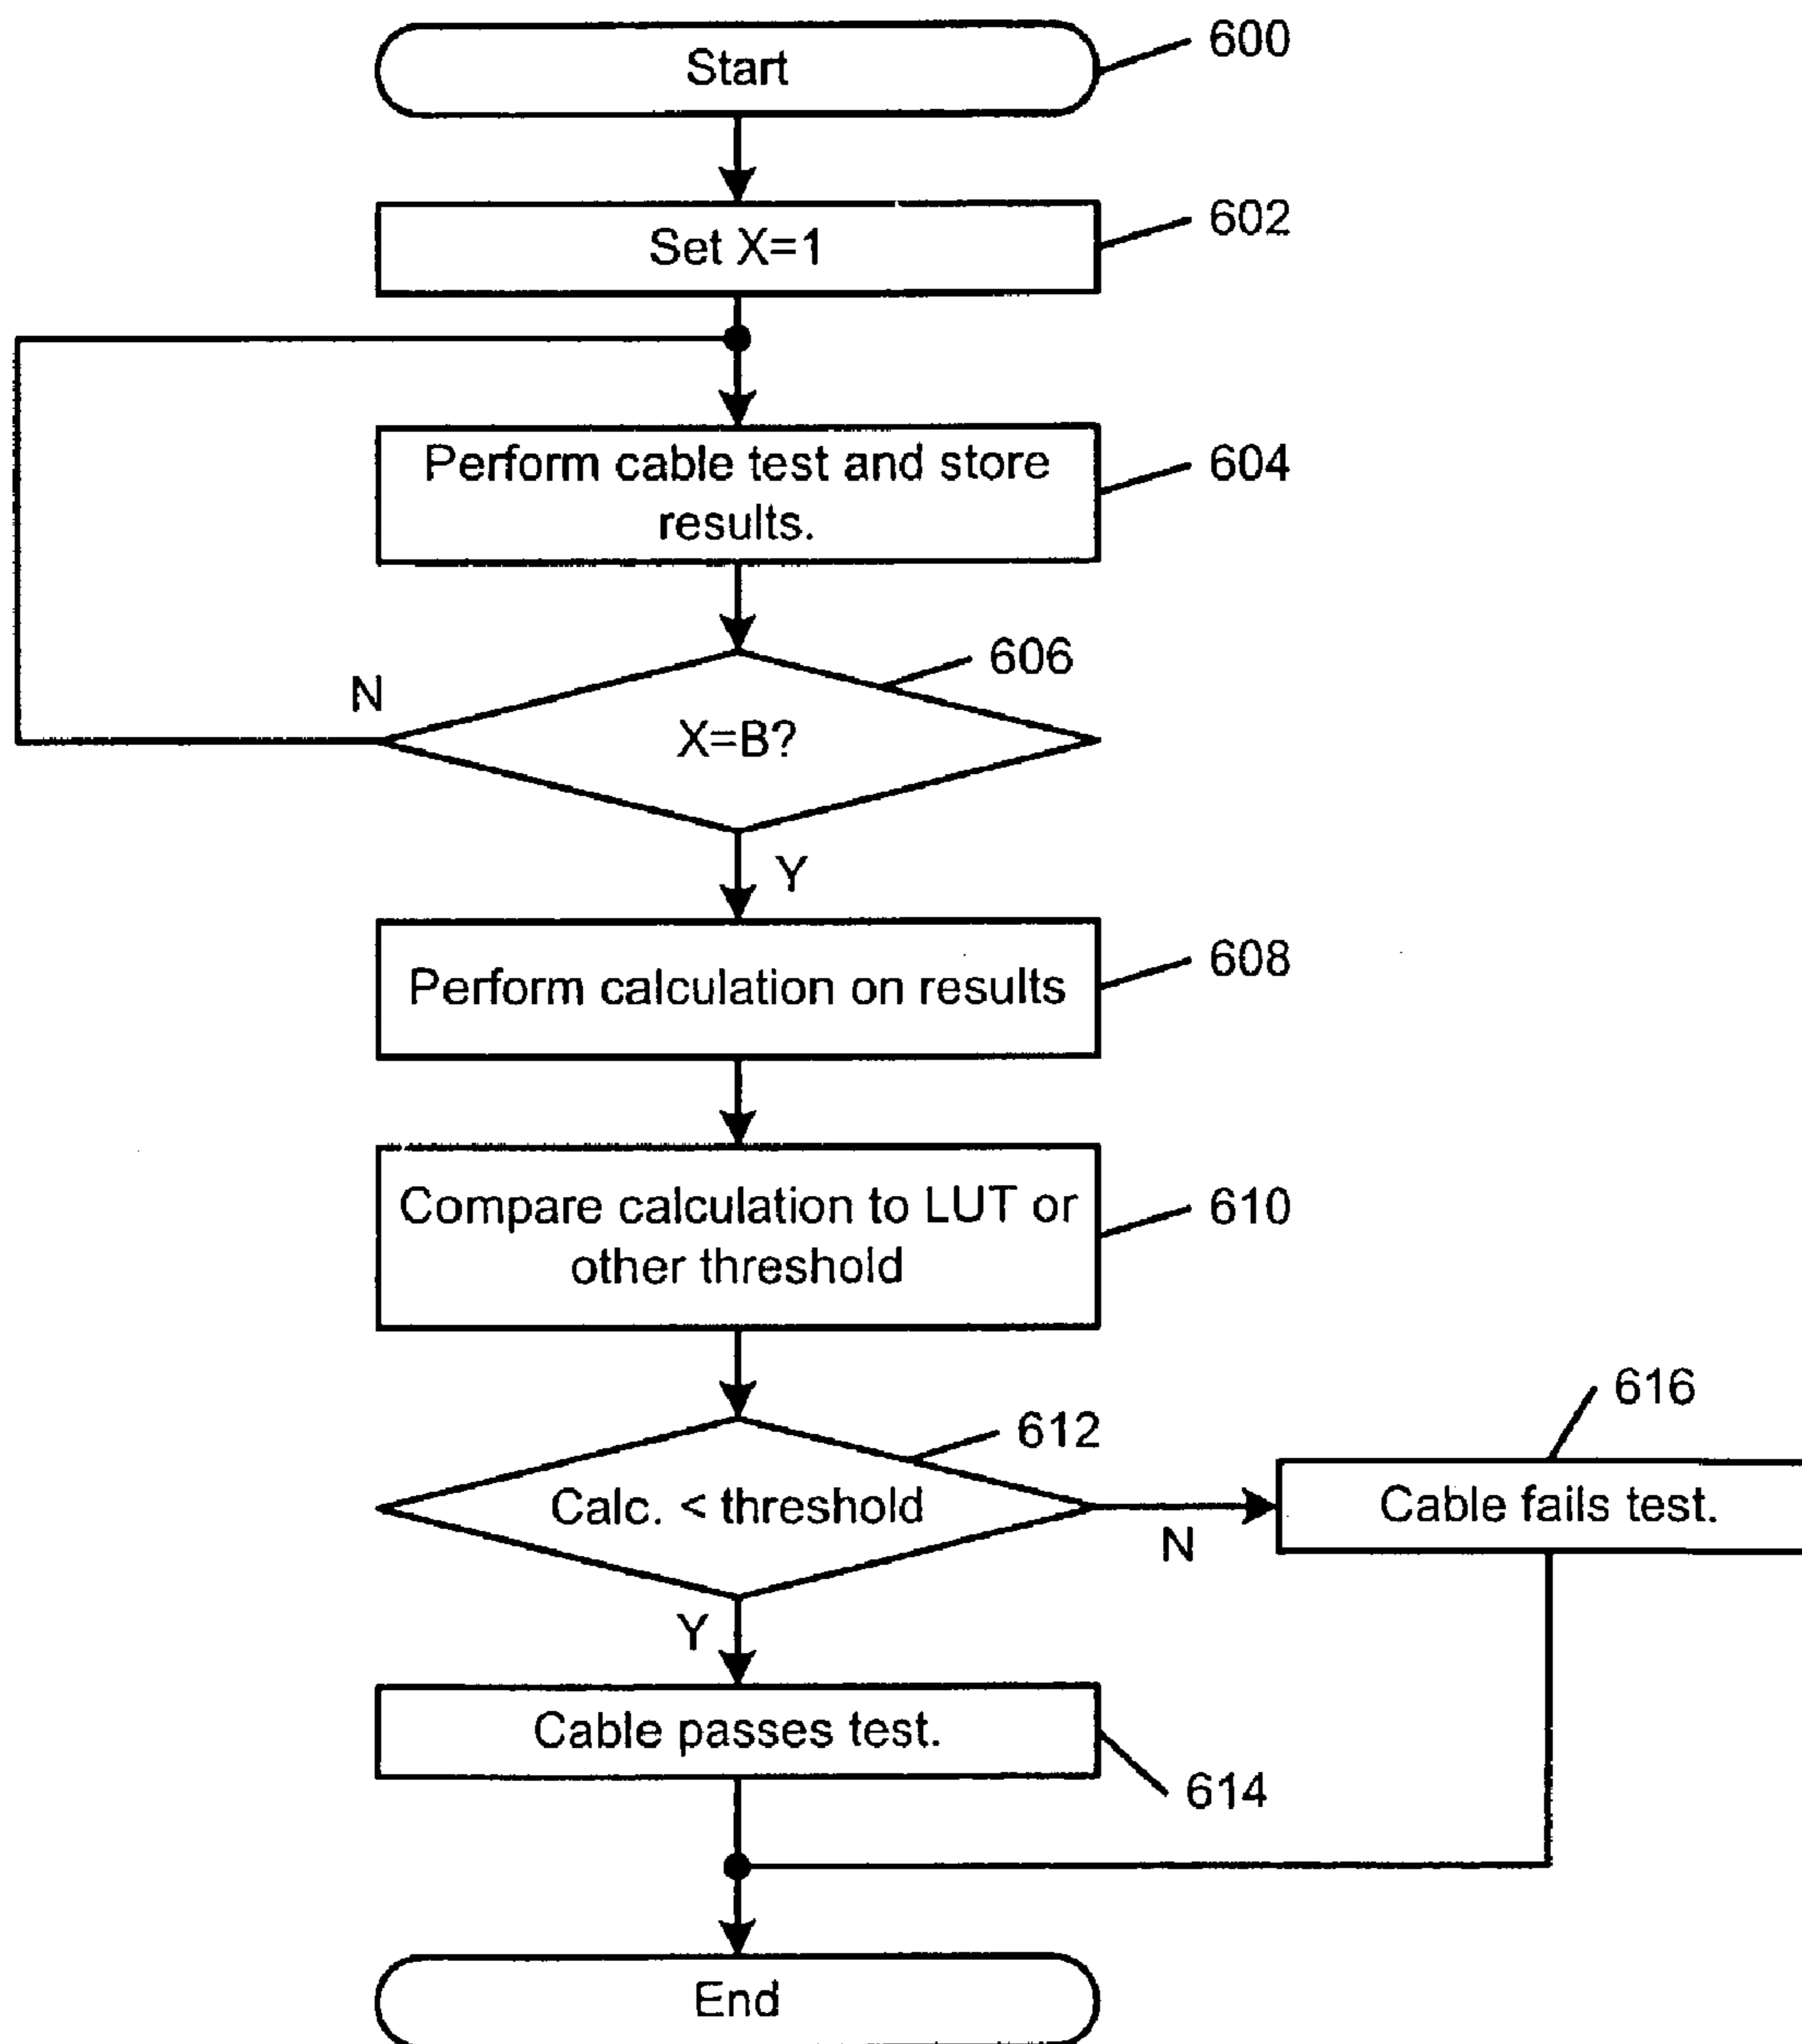 Start
600
Set X=1
602
Perform cable test and store
results.
604
606
N
X=B?
Y
Perform calculation on results
608
Compare calculation to LUT or
other threshold
610
612
616
Calc. < threshold
N
Cable fails test.
Y
Cable passes test.
614
End